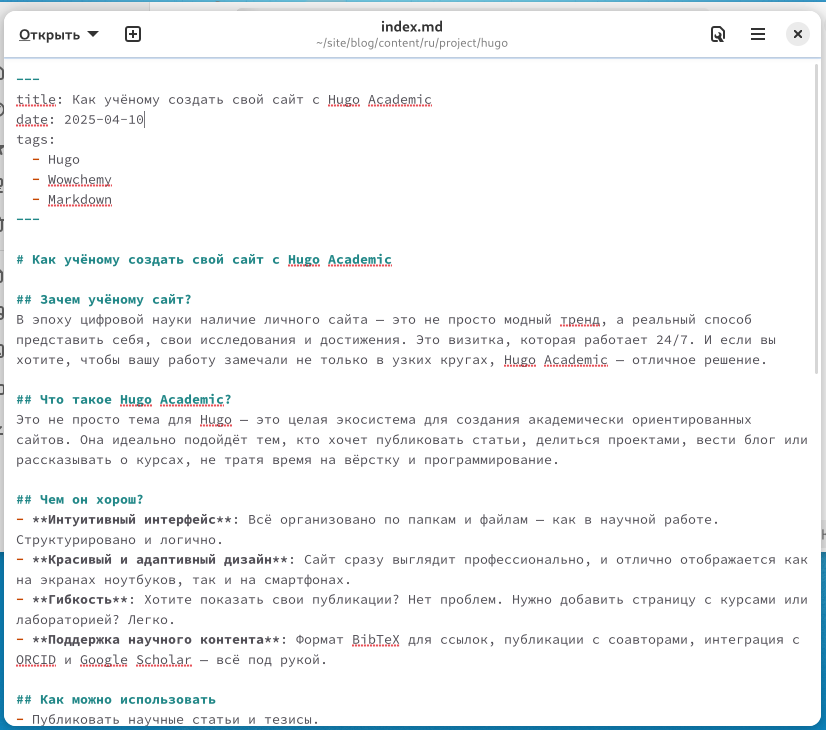 Открыть
index.md
~/site/blog/content/ru/project/hugo
---
title: Как учёному создать свой сайт с Hugo Academic
date: 2025-04-10
tags:
  - Hugo
  - Wowchemy
  - Markdown
---
# Как учёному создать свой сайт с Hugo Academic
## Зачем учёному сайт?
В эпоху цифровой науки наличие личного сайта — это не просто модный тренд, а реальный способ
представить себя, свои исследования и достижения. Это визитка, которая работает 24/7. И если вы
хотите, чтобы вашу работу замечали не только в узких кругах, Hugo Academic — отличное решение.
## Что такое Hugo Academic?
Это не просто тема для Hugo — это целая экосистема для создания академически ориентированных
сайтов. Она идеально подойдёт тем, кто хочет публиковать статьи, делиться проектами, вести блог или
рассказывать о курсах, не тратя время на вёрстку и программирование.
## Чем он хорош?
- **Интуитивный интерфейс**: Всё организовано по папкам и файлам — как в научной работе.
Структурировано и логично.
- **Красивый и адаптивный дизайн**: Сайт сразу выглядит профессионально, и отлично отображается как
на экранах ноутбуков, так и на смартфонах.
- **Гибкость**: Хотите показать свои публикации? Нет проблем. Нужно добавить страницу с курсами или
лабораторией? Легко.
- **Поддержка научного контента**: Формат BibTeX для ссылок, публикации с соавторами, интеграция с
ORCID и Google Scholar — всё под рукой.
## Как можно использовать
- Публиковать научные статьи и тезисы.